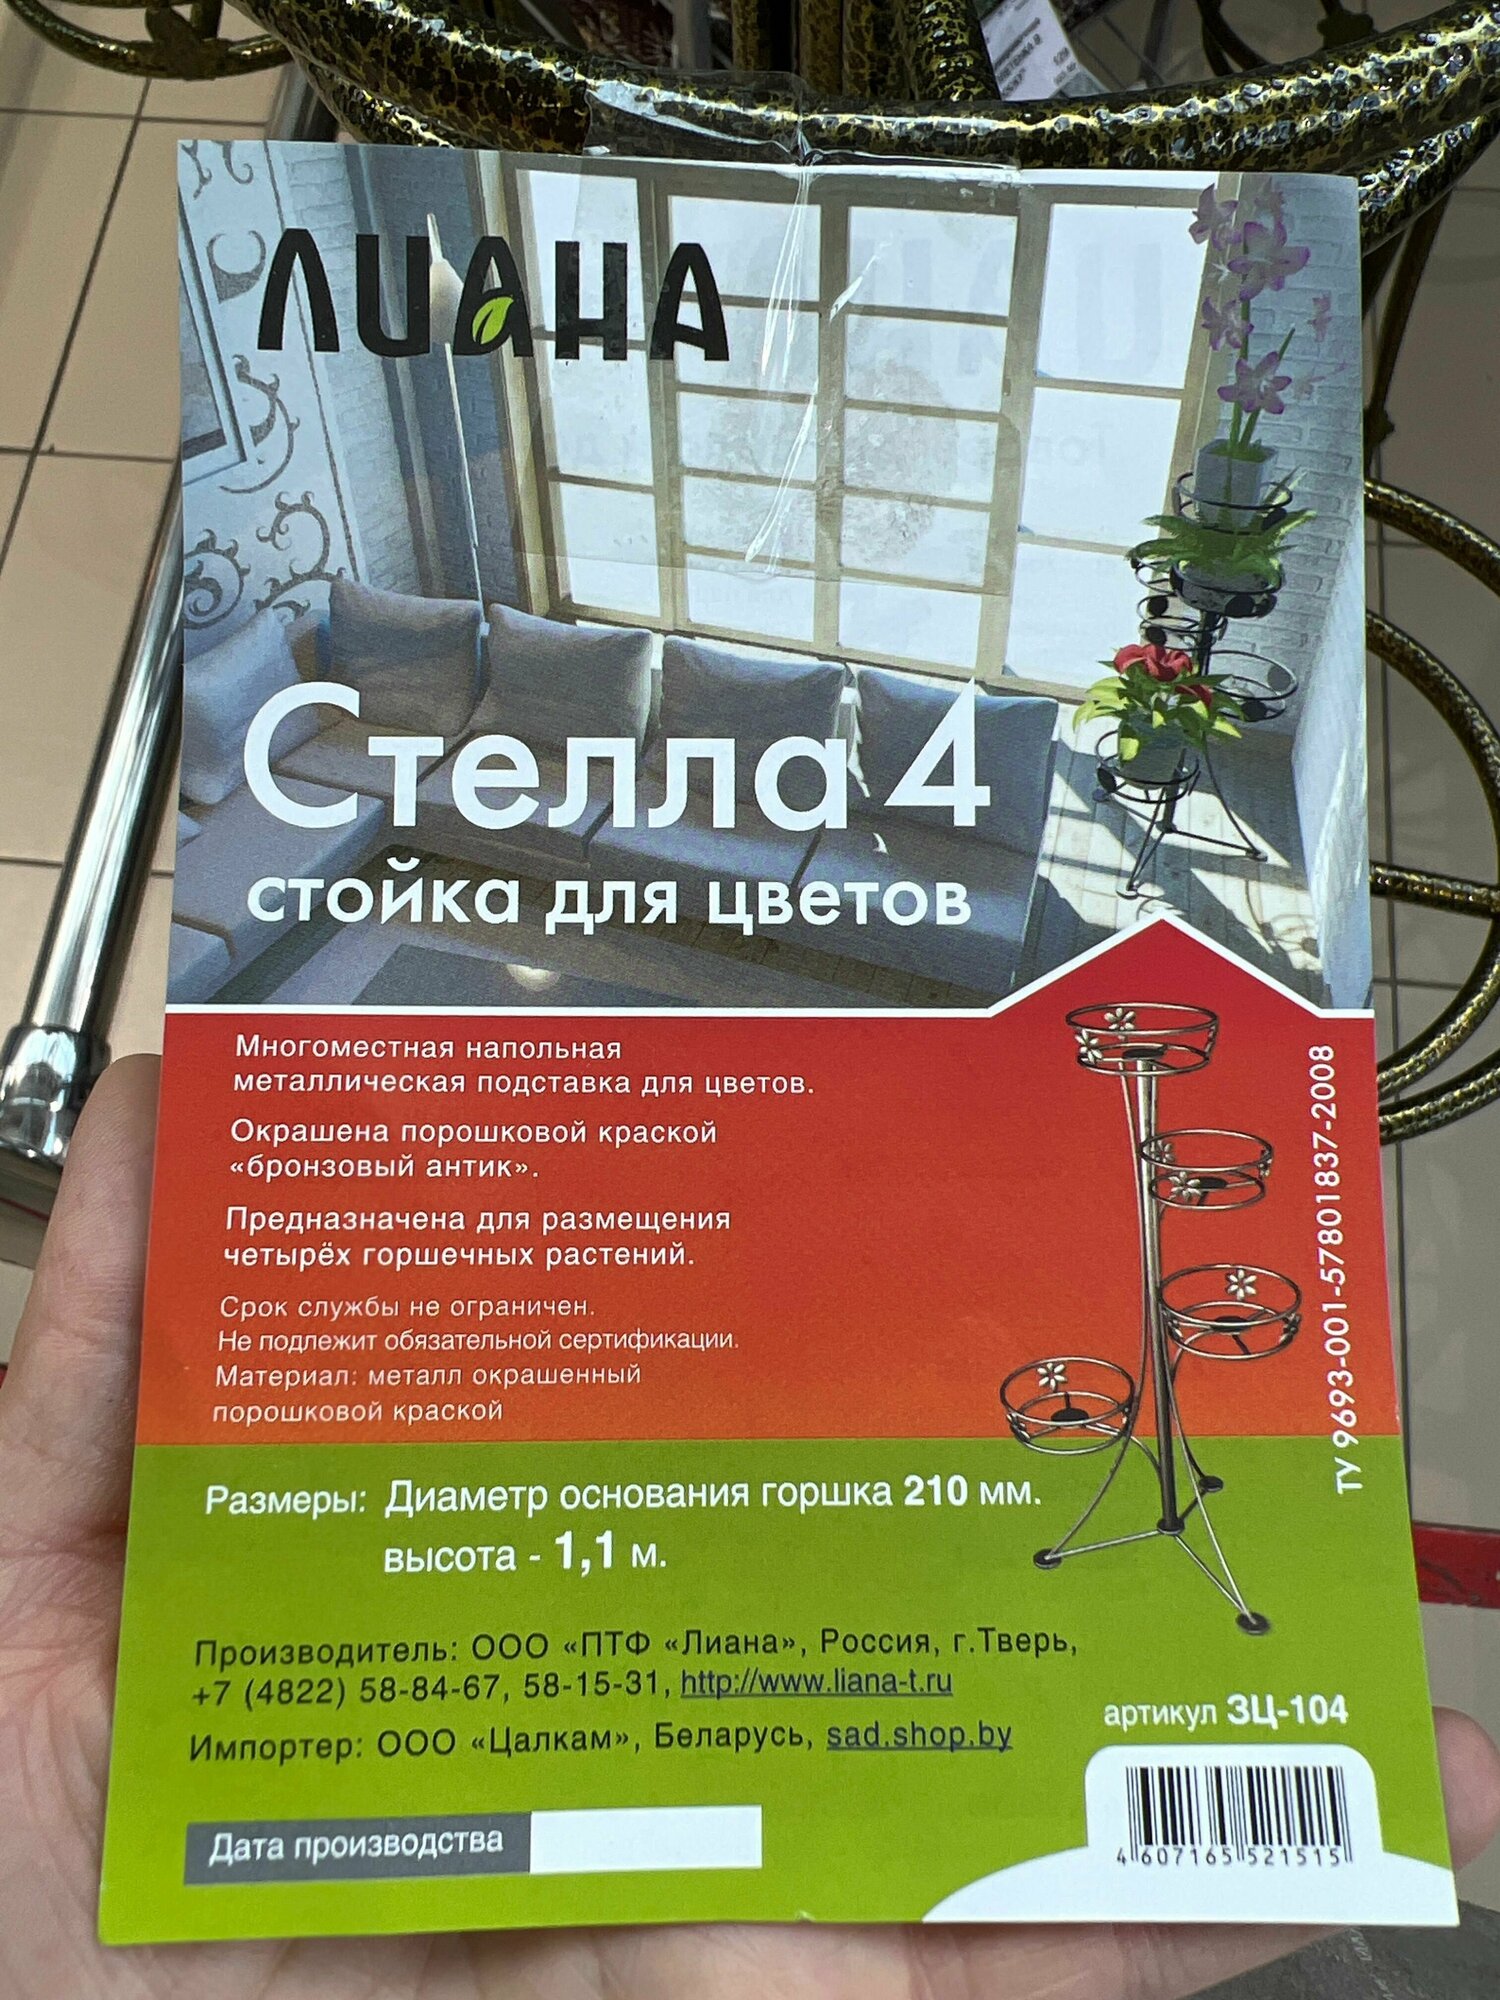 ЛИАНА
Стелла 4
стойка для цветов
Многоместная напольная
металлическая подставка для цветов.
Окрашена порошковой краской
«бронзовый антик».
Предназначена для размещения
четырёх горшечных растений.
Срок службы не ограничен.
Не подлежит обязательной сертификации.
Материал: металл окрашенный
порошковой краской
ТУ 9693-001-57801837-2008
Размеры: Диаметр основания горшка 210 мм.
высота - 1,1 м.
Производитель: ООО «ПТФ «Лиана», Россия, г.Тверь,
+7 (4822) 58-84-67, 58-15-31, http://www.liana-t.ru
Импортер: ООО «Цалкам», Беларусь, sad.shop.by
артикул ЗЦ-104
Дата производства
4 607165 521515